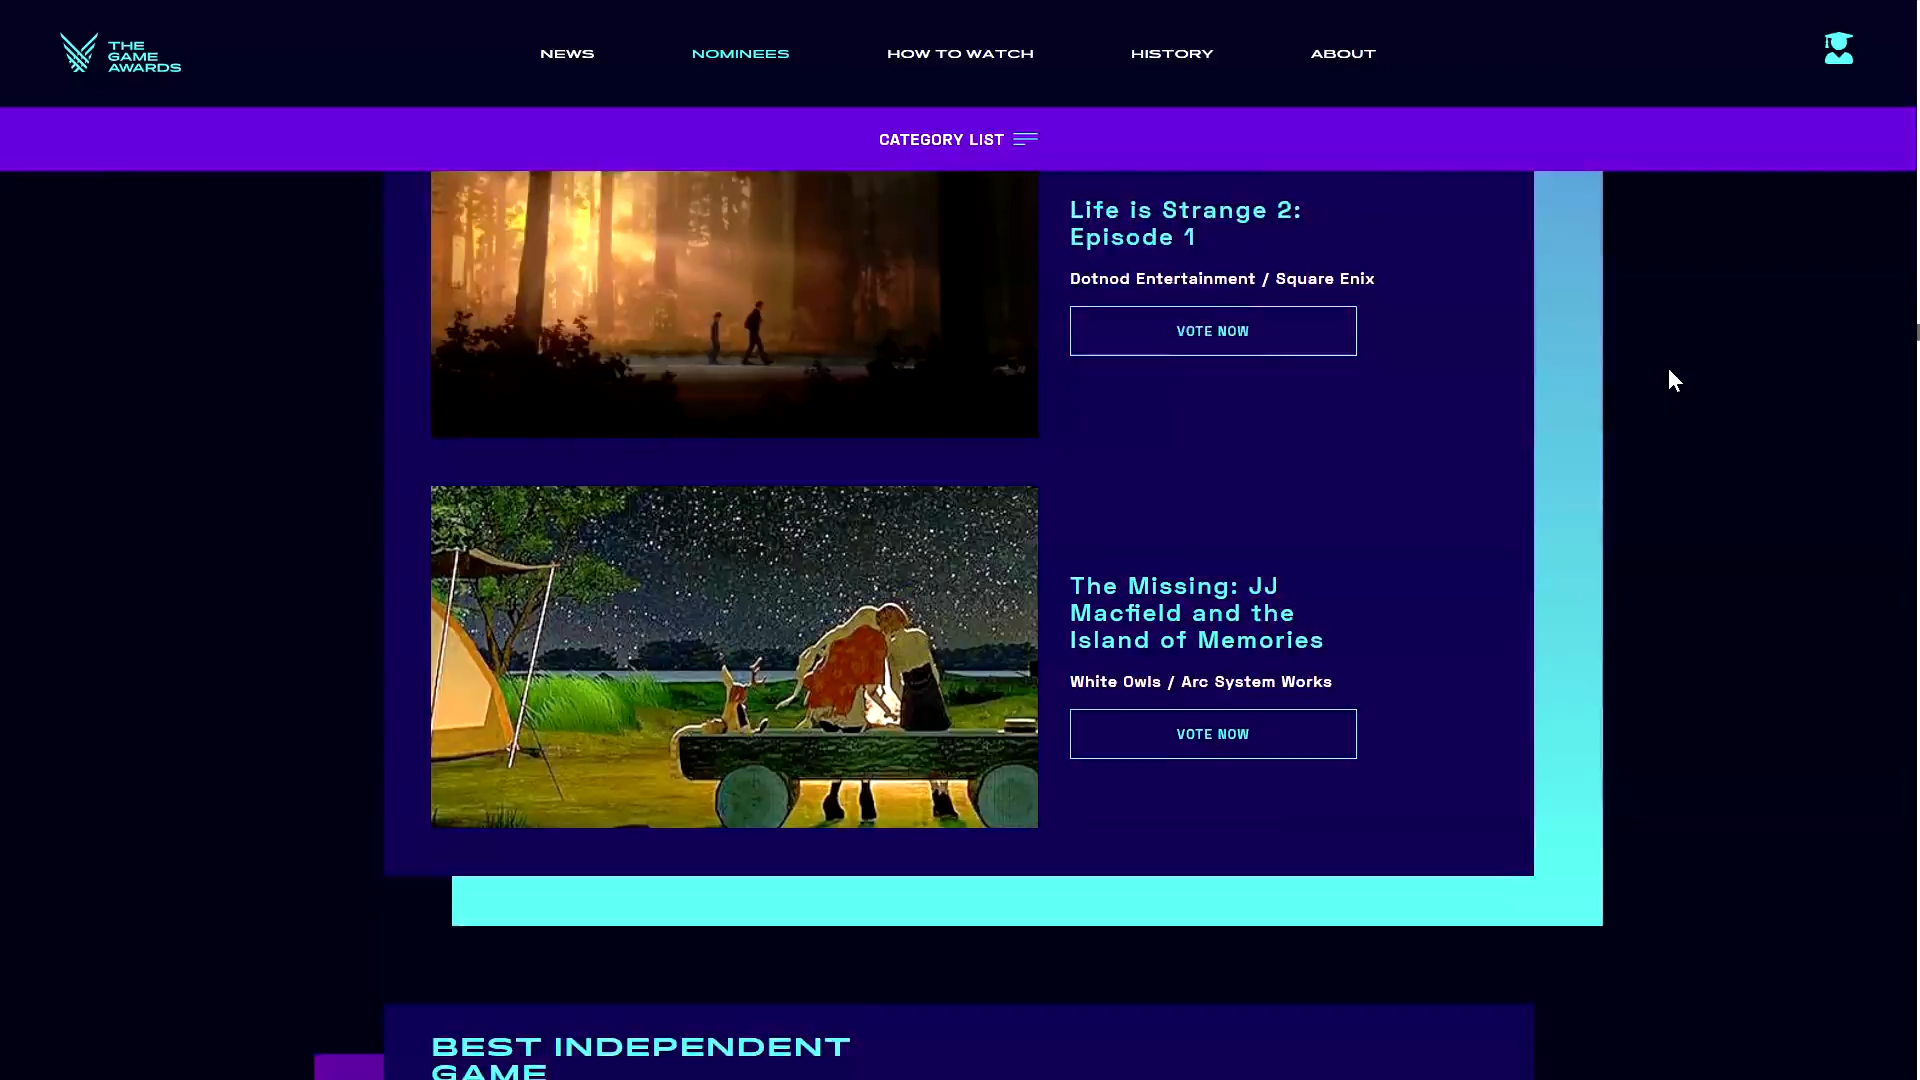 THE
GAME
AWARDS
NEWS
NOMINEES
HOW TO WATCH
HISTORY
ABOUT
CATEGORY LIST
Life is Strange 2:
Episode 1
Dotnod Entertainment / Square Enix
VOTE NOW
The Missing: JJ
Macfield and the
Island of Memories
White Owls / Arc System Works
VOTE NOW
BEST INDEPENDENT
GAME